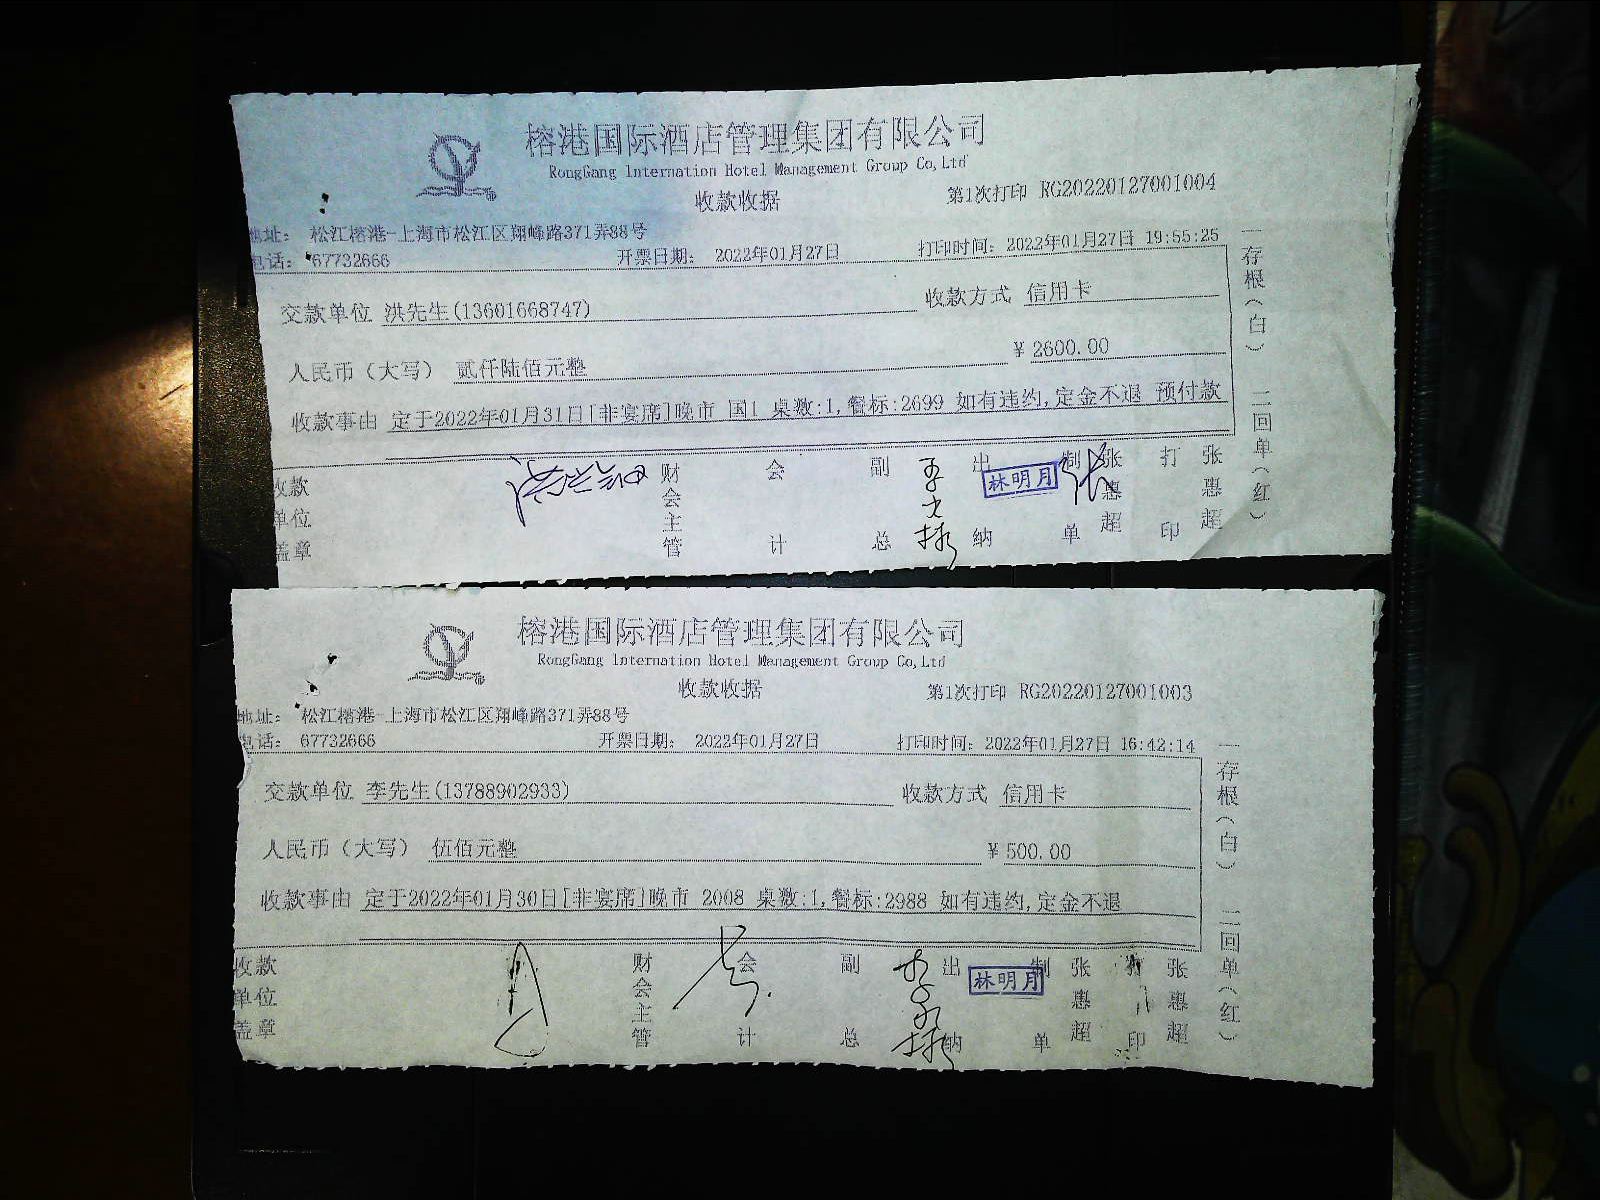 榕港国际酒店管理集团有限公司
RongGang Internation Hotel Management Group Co,Ltd
收款收据
第1次打印 RG20220127001004
地址： 松江榕港-上海市松江区翔峰路371弄88号
电话： 67732666
开票日期： 2022年01月27日
打印时间：2022年01月27日 19:55:25
交款单位 洪先生(13601668747)
收款方式 信用卡
人民币（大写） 贰仟陆佰元整
¥ 2600.00
收款事由 定于2022年01月31日[非宴席]晚市 国1 桌数:1,餐标:2699 如有违约,定金不退 预付款
收款单位盖章
财会主管
会计
副总
出纳
林明月
制单
张惠超
打印
张惠超
一存根（白） 二回单（红）
榕港国际酒店管理集团有限公司
RongGang Internation Hotel Management Group Co,Ltd
收款收据
第1次打印 RG20220127001003
地址： 松江榕港-上海市松江区翔峰路371弄88号
电话： 67732666
开票日期： 2022年01月27日
打印时间：2022年01月27日 16:42:14
交款单位 李先生(13788902933)
收款方式 信用卡
人民币（大写） 伍佰元整
¥ 500.00
收款事由 定于2022年01月30日[非宴席]晚市 2008 桌数:1,餐标:2988 如有违约,定金不退
收款单位盖章
财会主管
会计
副总
出纳
林明月
制单
张惠超
打印
张惠超
一存根（白） 二回单（红）